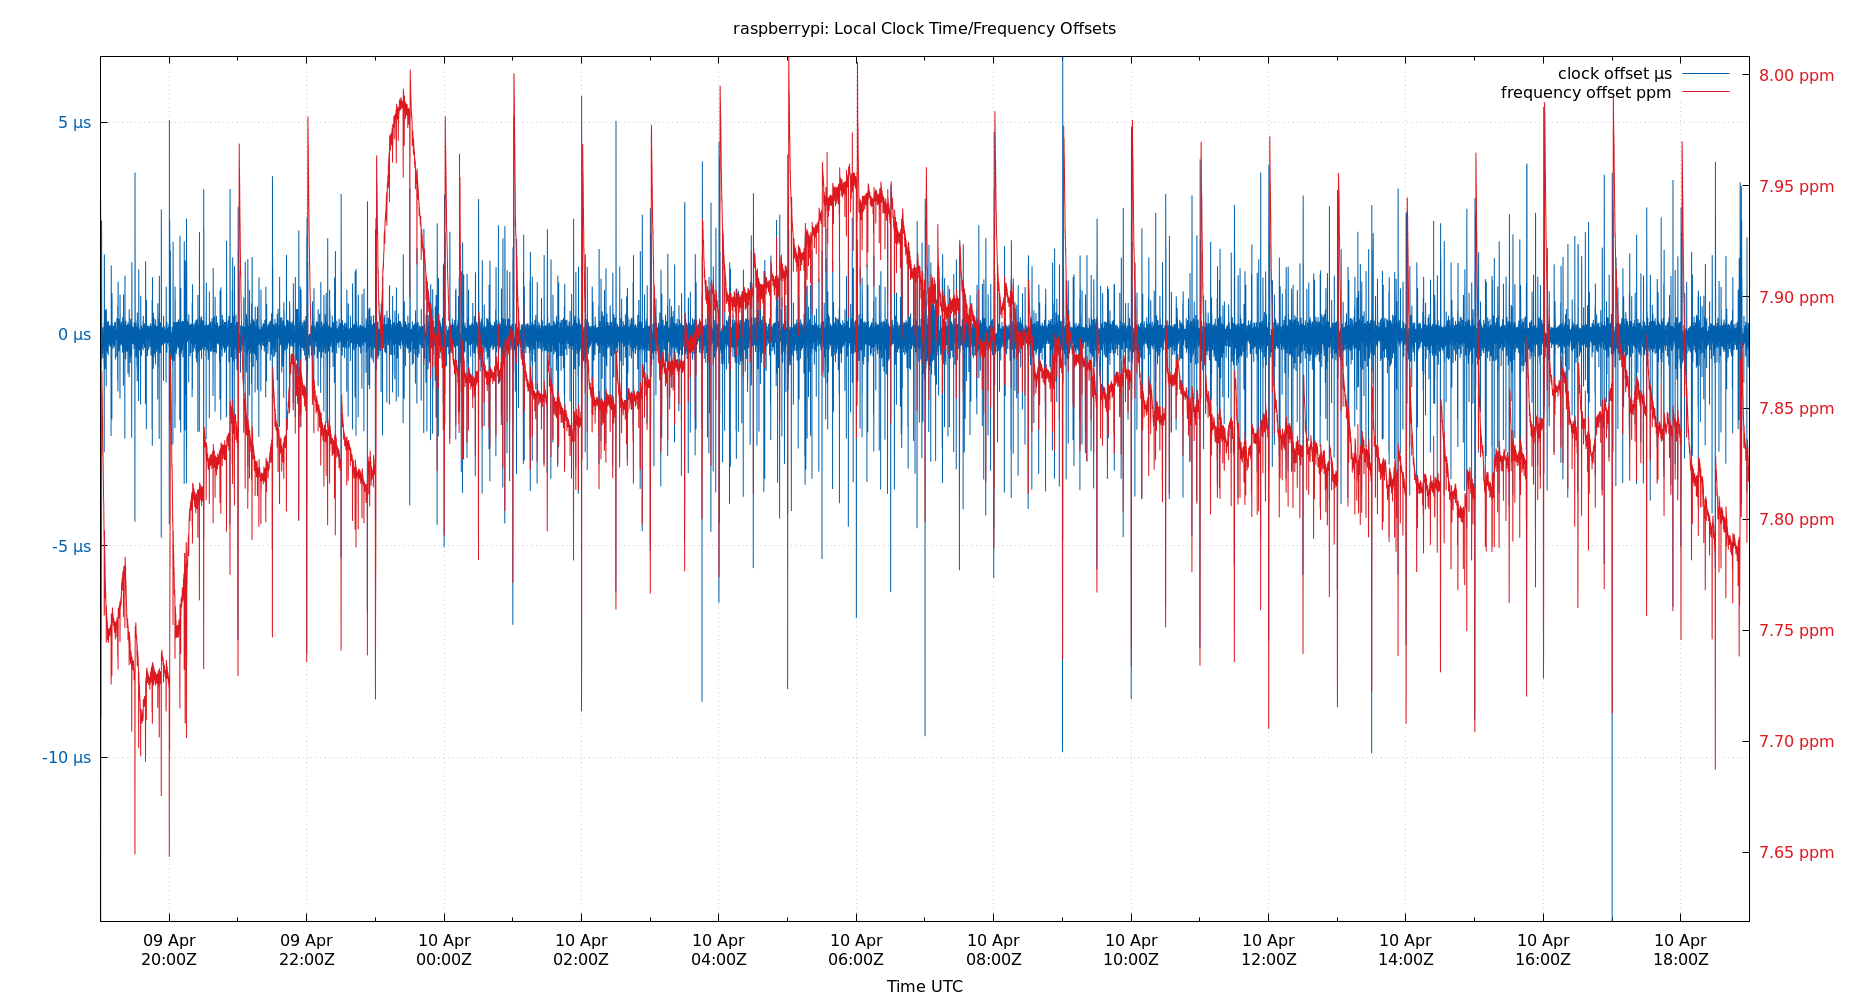 raspberrypi: Local Clock Time/Frequency Offsets
clock offset µs
frequency offset ppm
5 µs
0 µs
-5 µs
-10 µs
8.00 ppm
7.95 ppm
7.90 ppm
7.85 ppm
7.80 ppm
7.75 ppm
7.70 ppm
7.65 ppm
09 Apr 09 Apr 10 Apr 10 Apr 10 Apr 10 Apr 10 Apr 10 Apr 10 Apr 10 Apr 10 Apr 10 Apr
20:00Z 22:00Z 00:00Z 02:00Z 04:00Z 06:00Z 08:00Z 10:00Z 12:00Z 14:00Z 16:00Z 18:00Z
Time UTC